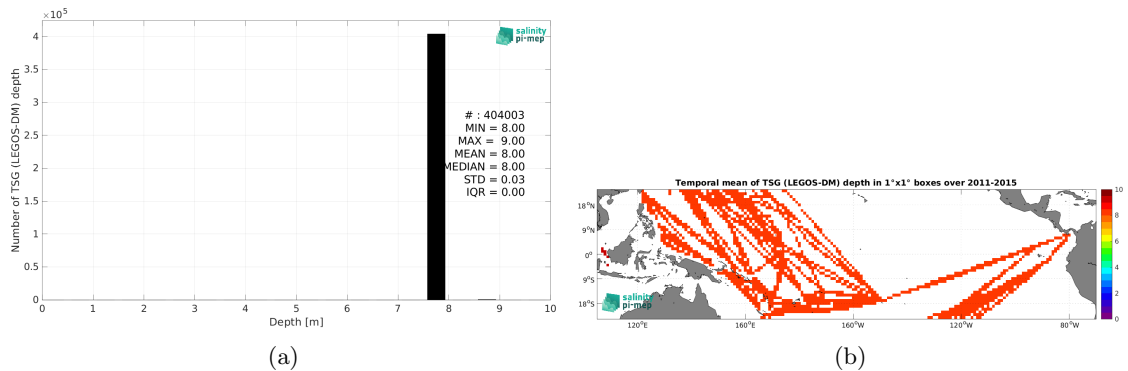 ×10⁵
4
3.5
3
2.5
2
1.5
1
0.5
0
Number of TSG (LEGOS-DM) depth
salinity
pi-mep
# : 404003
MIN = 8.00
MAX = 9.00
MEAN = 8.00
MEDIAN = 8.00
STD = 0.03
IQR = 0.00
0 1 2 3 4 5 6 7 8 9 10
Depth [m]
(a)
Temporal mean of TSG (LEGOS-DM) depth in 1°x1° boxes over 2011-2015
18°N
9°N
0°
9°S
18°S
salinity
pi-mep
120°E 160°E 160°W 120°W 80°W
10
8
6
4
2
0
(b)